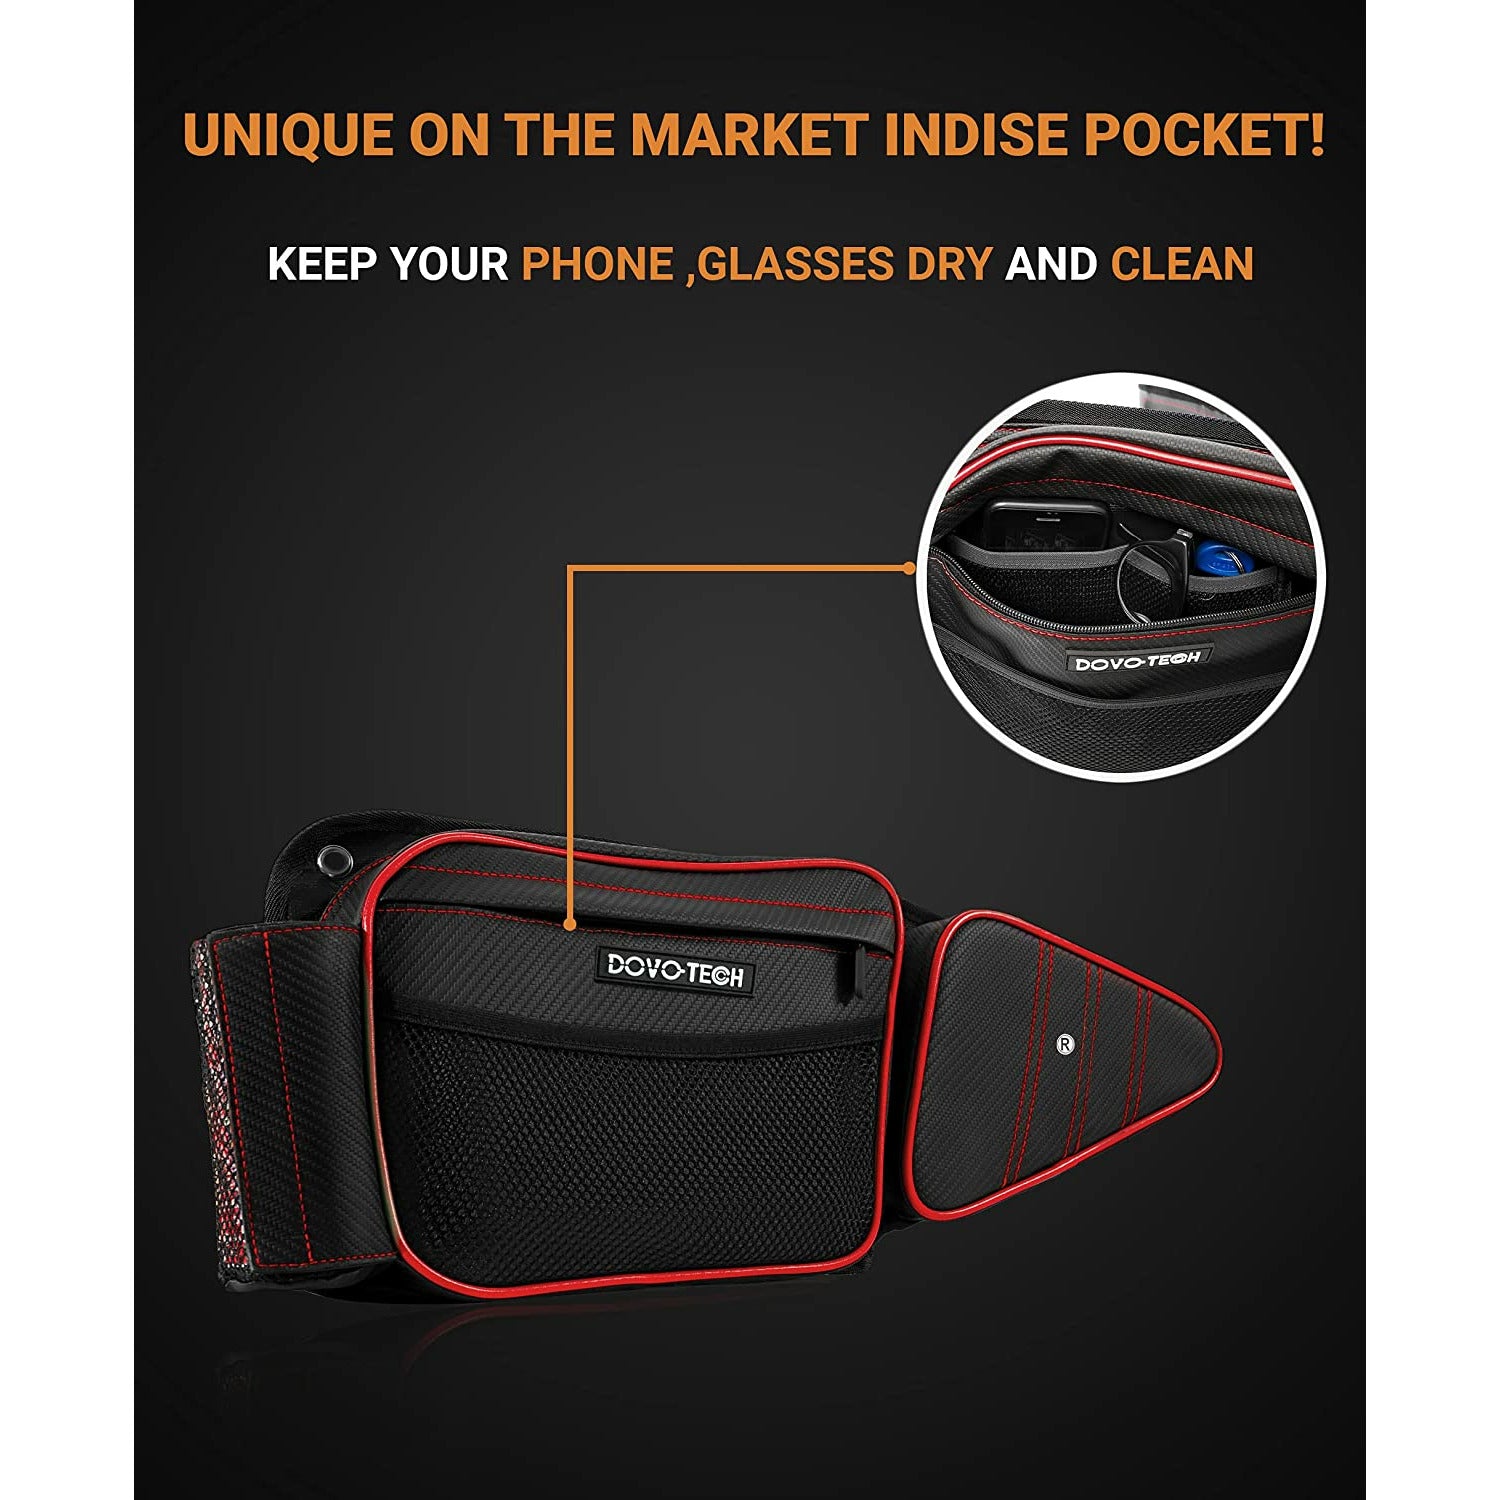 UNIQUE ON THE MARKET INDISE POCKET!
KEEP YOUR PHONE ,GLASSES DRY AND CLEAN
DOVO-TECH
DOVO-TECH
R